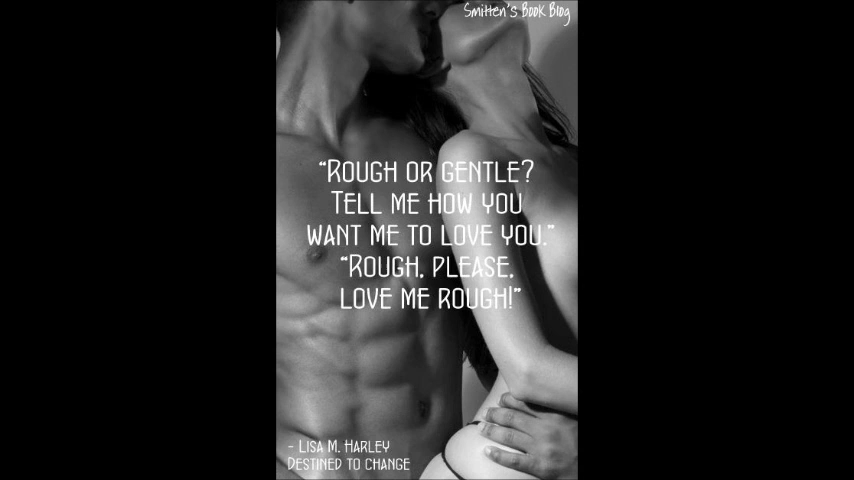 Smitten's Book Blog
"Rough or gentle?
Tell me how you
want me to love you."
"Rough, please,
love me rough!"
- Lisa M. Harley
Destined to change